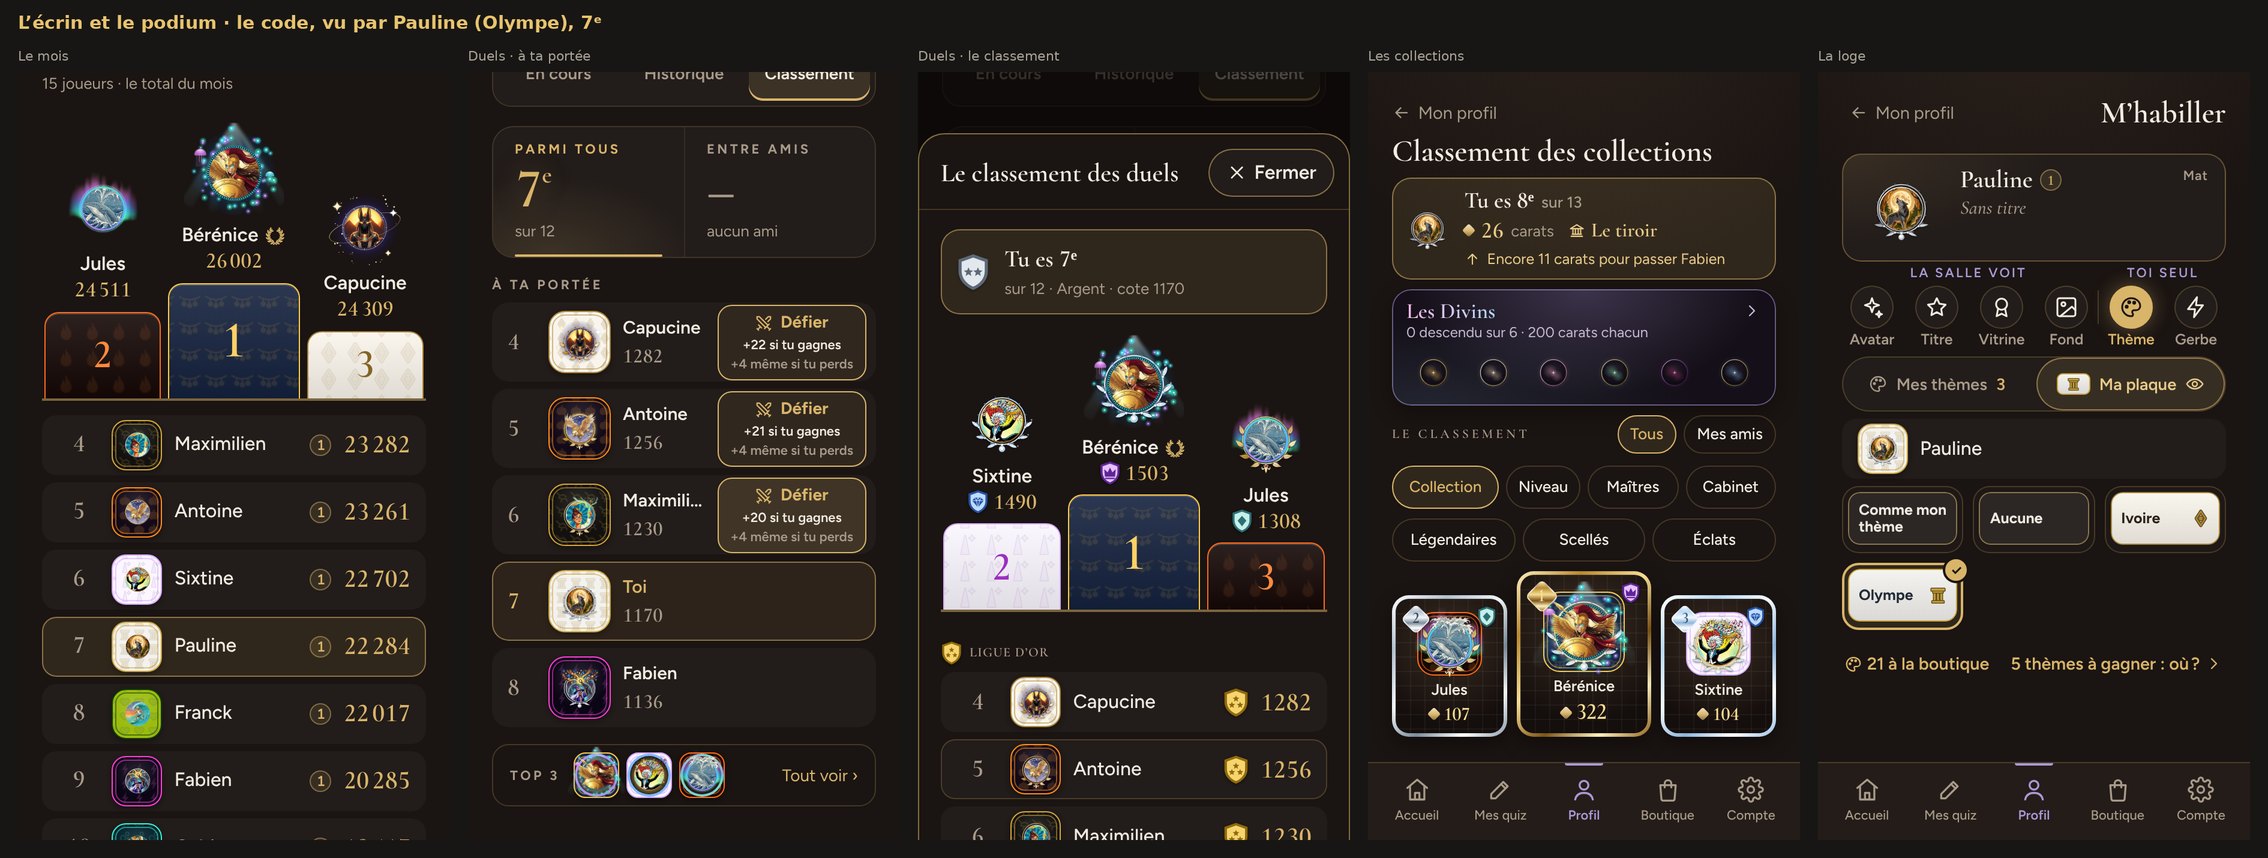 L’écrin et le podium · le code, vu par Pauline (Olympe), 7ᵉ
Le mois
15 joueurs · le total du mois
Jules
24 511
Bérénice
26 002
Capucine
24 309
2
1
3
4 Maximilien 1 23 282
5 Antoine 1 23 261
6 Sixtine 1 22 702
7 Pauline 1 22 284
8 Franck 1 22 017
9 Fabien 1 20 285
Duels · à ta portée
En cours Historique Classement
PARMI TOUS
7e
sur 12
ENTRE AMIS
—
aucun ami
À TA PORTÉE
4 Capucine
1282
Défier
+22 si tu gagnes
+4 même si tu perds
5 Antoine
1256
Défier
+21 si tu gagnes
+4 même si tu perds
6 Maximili...
1230
Défier
+20 si tu gagnes
+4 même si tu perds
7 Toi
1170
8 Fabien
1136
TOP 3 Tout voir ›
Duels · le classement
En cours Historique Classement
Le classement des duels
Fermer
Tu es 7ᵉ
sur 12 · Argent · cote 1170
Sixtine
1490
Bérénice
1503
Jules
1308
2
1
3
LIGUE D’OR
4 Capucine 1282
5 Antoine 1256
6 Maximilien 1230
Les collections
← Mon profil
Classement des collections
Tu es 8ᵉ sur 13
26 carats Le tiroir
↑ Encore 11 carats pour passer Fabien
Les Divins
0 descendu sur 6 · 200 carats chacun
LE CLASSEMENT
Tous Mes amis
Collection Niveau Maîtres Cabinet
Légendaires Scellés Éclats
2
Jules
107
1
Bérénice
322
3
Sixtine
104
Accueil Mes quiz Profil Boutique Compte
La loge
← Mon profil
M’habiller
Pauline 1
Sans titre
Mat
LA SALLE VOIT TOI SEUL
Avatar Titre Vitrine Fond Thème Gerbe
Mes thèmes 3
Ma plaque
Pauline
Comme mon
thème
Aucune
Ivoire
Olympe
21 à la boutique 5 thèmes à gagner : où ?
Accueil Mes quiz Profil Boutique Compte